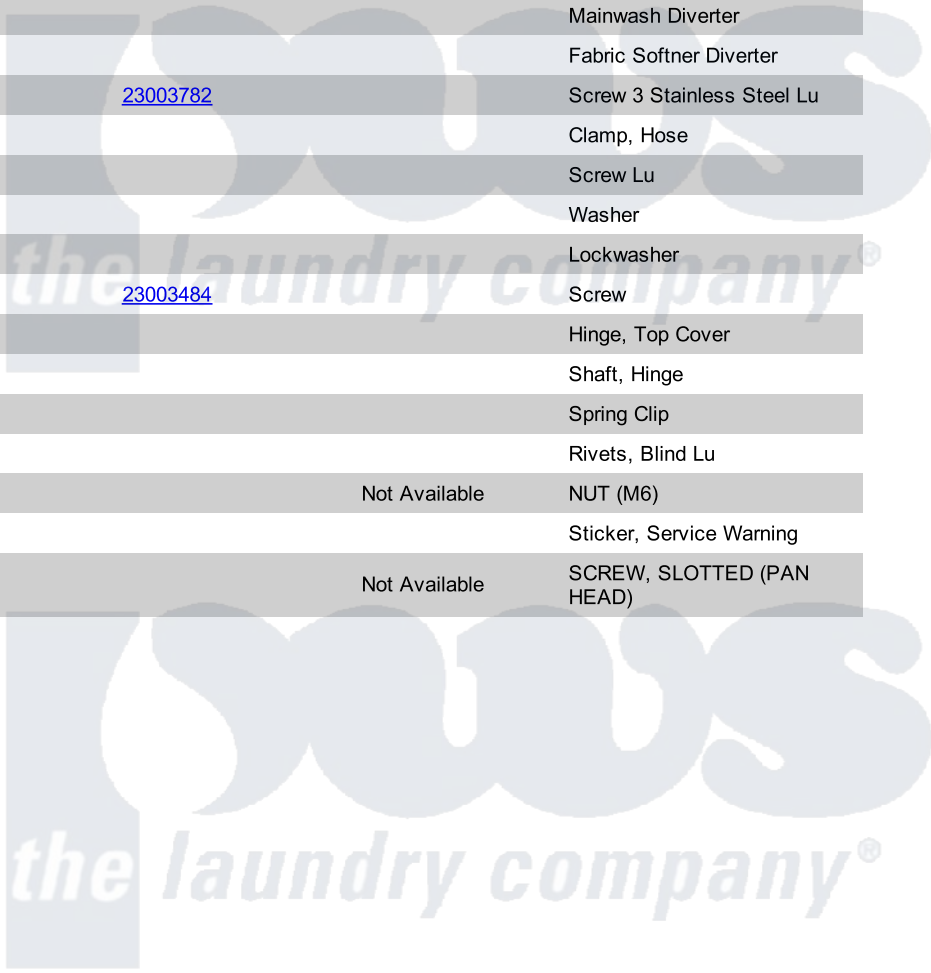 Mainwash Diverter
Fabric Softner Diverter
23003782 Screw 3 Stainless Steel Lu
Clamp, Hose
Screw Lu
Washer
Lockwasher
the laundry company®
23003484 Screw
Hinge, Top Cover
Shaft, Hinge
Spring Clip
Rivets, Blind Lu
Not Available NUT (M6)
Sticker, Service Warning
Not Available SCREW, SLOTTED (PAN
HEAD)
pws
the laundry company®